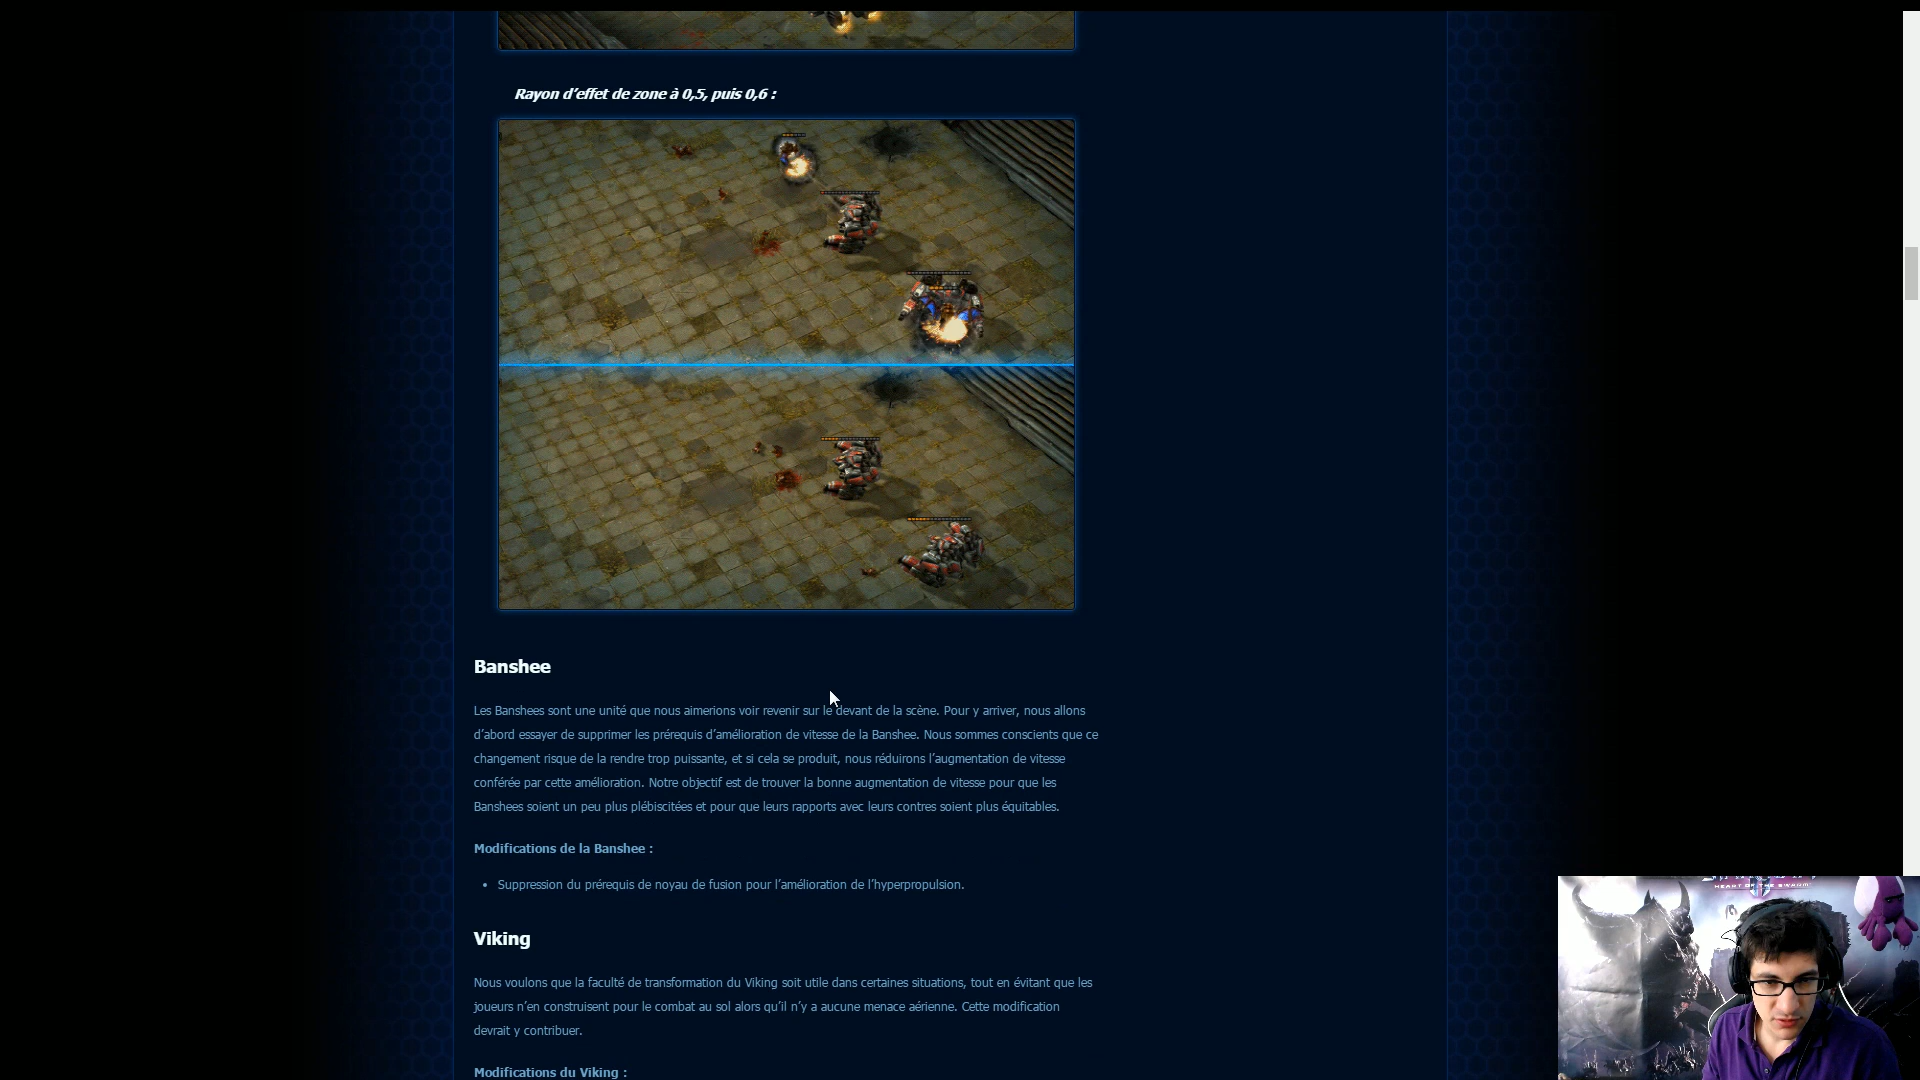 Rayon d’effet de zone à 0,5, puis 0,6 :
Banshee
Les Banshees sont une unité que nous aimerions voir revenir sur le devant de la scène. Pour y arriver, nous allons
d’abord essayer de supprimer les prérequis d’amélioration de vitesse de la Banshee. Nous sommes conscients que ce
changement risque de la rendre trop puissante, et si cela se produit, nous réduirons l’augmentation de vitesse
conférée par cette amélioration. Notre objectif est de trouver la bonne augmentation de vitesse pour que les
Banshees soient un peu plus plébiscitées et pour que leurs rapports avec leurs contres soient plus équitables.
Modifications de la Banshee :
• Suppression du prérequis de noyau de fusion pour l’amélioration de l’hyperpropulsion.
Viking
Nous voulons que la faculté de transformation du Viking soit utile dans certaines situations, tout en évitant que les
joueurs n’en construisent pour le combat au sol alors qu’il n’y a aucune menace aérienne. Cette modification
devrait y contribuer.
Modifications du Viking :
HEART OF THE SWARM